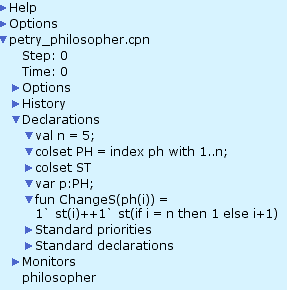 Help
Options
petry_philosopher.cpn
Step: 0
Time: 0
Options
History
Declarations
val n = 5;
colset PH = index ph with 1..n;
colset ST
var p:PH;
fun ChangeS(ph(i)) =
1` st(i)++1` st(if i = n then 1 else i+1)
Standard priorities
Standard declarations
Monitors
philosopher